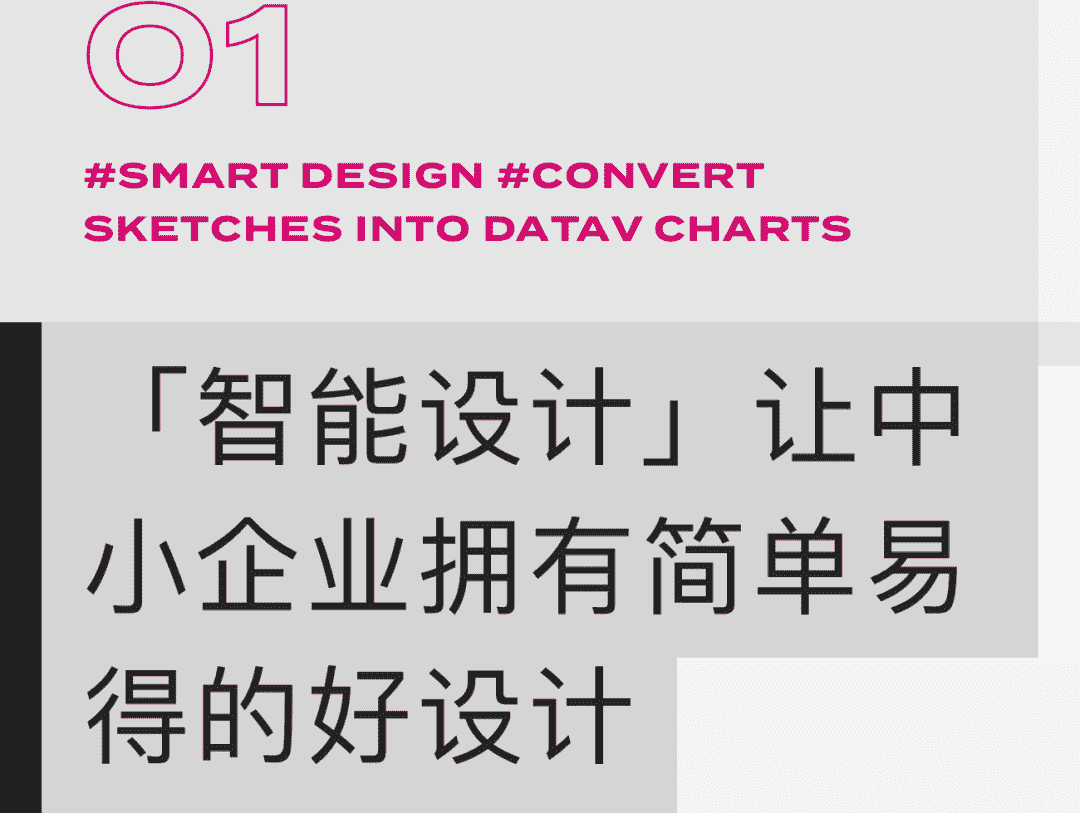 01
#SMART DESIGN #CONVERT
SKETCHES INTO DATAV CHARTS
「智能设计」让中
小企业拥有简单易
得的好设计